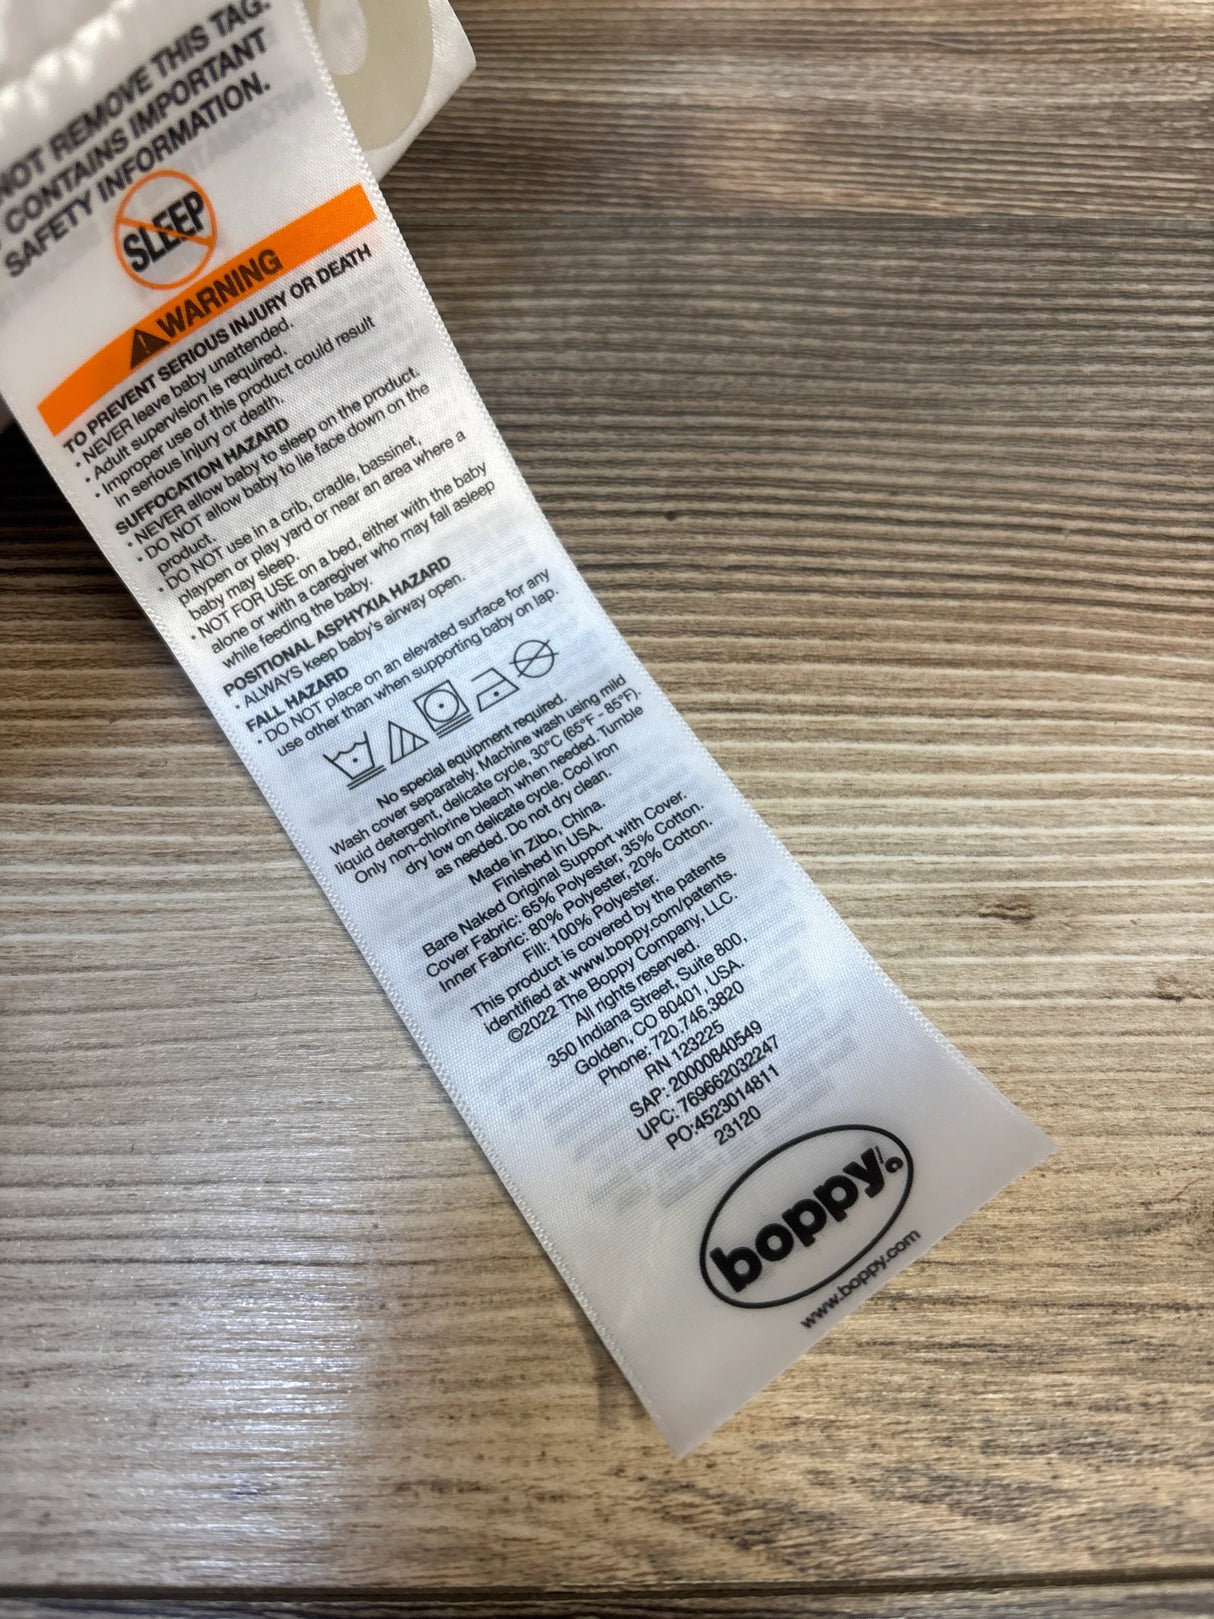 NOT REMOVE THIS TAG.
CONTAINS IMPORTANT
SAFETY INFORMATION.
SLEEP
WARNING
TO PREVENT SERIOUS INJURY OR DEATH
• NEVER leave baby unattended.
• Adult supervision is required.
• Improper use of this product could result
in serious injury or death.
SUFFOCATION HAZARD
• NEVER allow baby to sleep on the product.
• DO NOT allow baby to lie face down on the
product.
• DO NOT use in a crib, cradle, bassinet,
playpen or play yard or near an area where a
baby may sleep.
• NOT FOR USE on a bed, either with the baby
alone or with a caregiver who may fall asleep
while feeding the baby.
POSITIONAL ASPHYXIA HAZARD
• ALWAYS keep baby's airway open.
FALL HAZARD
• DO NOT place on an elevated surface for any
use other than when supporting baby on lap.
No special equipment required.
Wash cover separately. Machine wash using mild
liquid detergent, delicate cycle, 30°C (65°F - 85°F).
Only non-chlorine bleach when needed. Tumble
dry low on delicate cycle. Cool iron
as needed. Do not dry clean.
Made in Zibo, China.
Finished in USA.
Bare Naked Original Support with Cover.
Cover Fabric: 65% Polyester, 35% Cotton.
Inner Fabric: 80% Polyester, 20% Cotton.
Fill: 100% Polyester.
This product is covered by the patents
identified at www.boppy.com/patents.
©2022 The Boppy Company, LLC.
All rights reserved.
350 Indiana Street, Suite 800,
Golden, CO 80401, USA.
Phone: 720.746.3820
RN 123225
SAP: 20000840549
UPC: 769662032247
PO:4523014811
23120
boppy
www.boppy.com